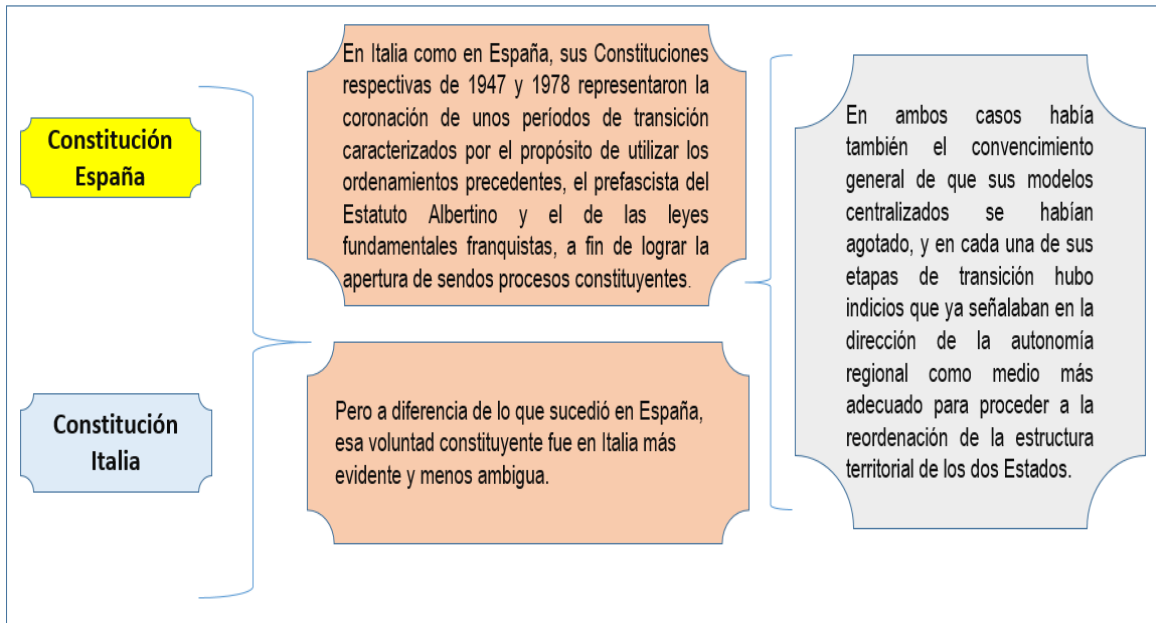 Constitución
España
Constitución
Italia
En Italia como en España, sus Constituciones
respectivas de 1947 y 1978 representaron la
coronación de unos períodos de transición
caracterizados por el propósito de utilizar los
ordenamientos precedentes, el prefascista del
Estatuto Albertino y el de las leyes
fundamentales franquistas, a fin de lograr la
apertura de sendos procesos constituyentes.
Pero a diferencia de lo que sucedió en España,
esa voluntad constituyente fue en Italia más
evidente y menos ambigua.
En ambos casos había
también el convencimiento
general de que sus modelos
centralizados se habían
agotado, y en cada una de sus
etapas de transición hubo
indicios que ya señalaban en la
dirección de la autonomía
regional como medio más
adecuado para proceder a la
reordenación de la estructura
territorial de los dos Estados.